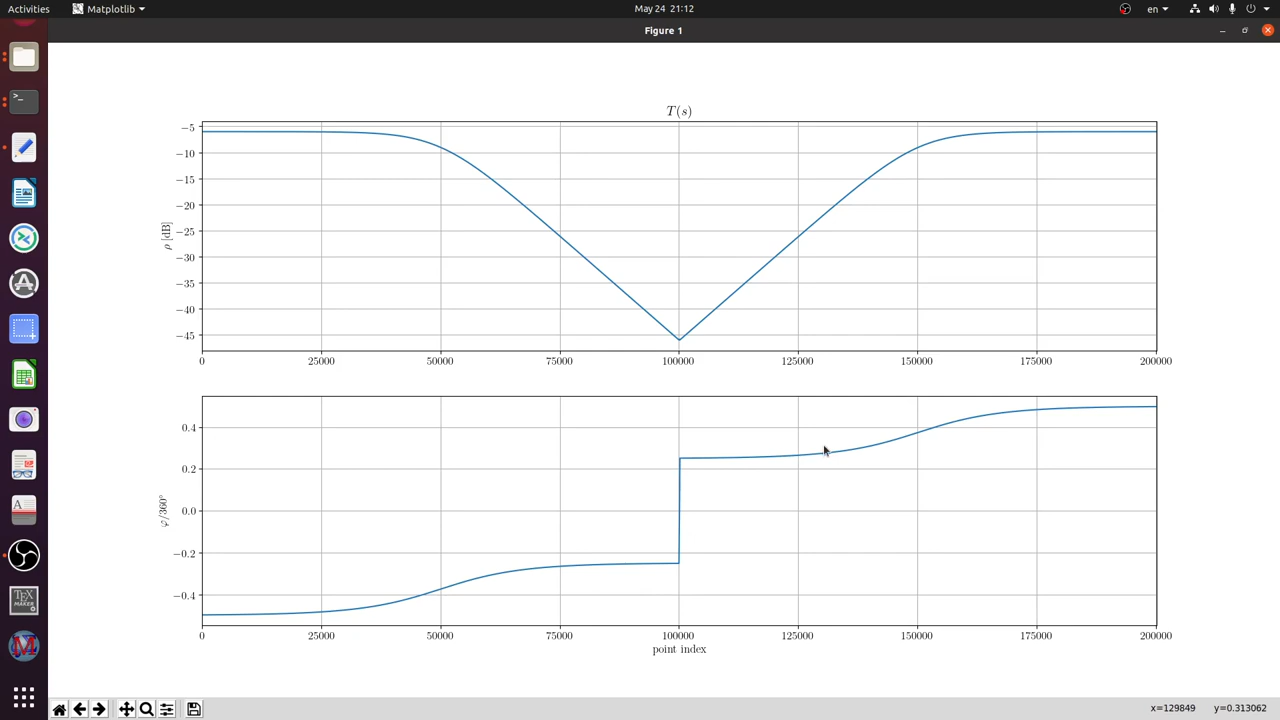 Activities Matplotlib May 24 21:12 en
Figure 1
T(s)
−5
−10
−15
−20
−25
−30
−35
−40
−45
ρ [dB]
0 25000 50000 75000 100000 125000 150000 175000 200000
0.4
0.2
0.0
−0.2
−0.4
φ/360°
0 25000 50000 75000 100000 125000 150000 175000 200000
point index
x=129849 y=0.313062